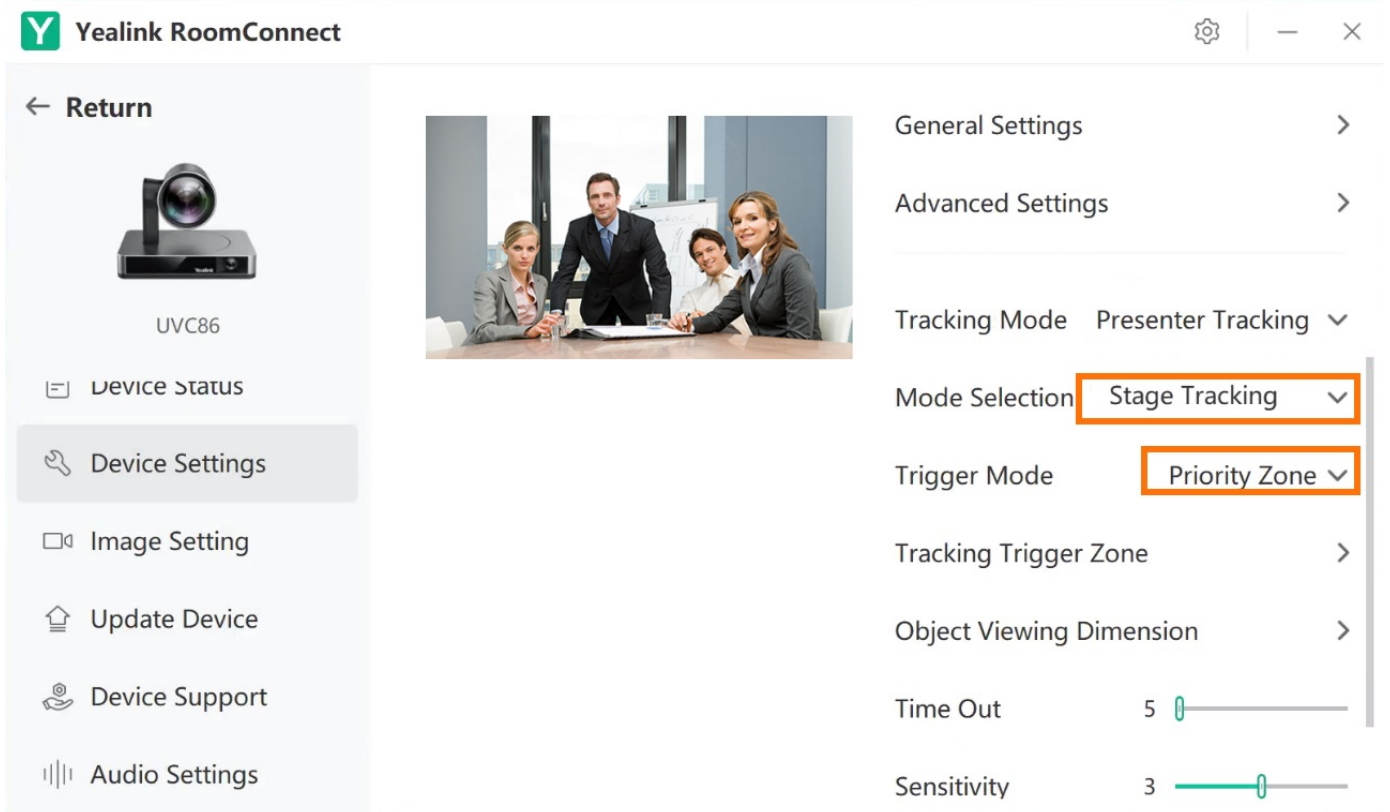 Y Yealink RoomConnect
Return
Yealink
UVC86
Device Status
Device Settings
Image Setting
Update Device
Device Support
Audio Settings
General Settings
Advanced Settings
Tracking Mode Presenter Tracking
Mode Selection Stage Tracking
Trigger Mode Priority Zone
Tracking Trigger Zone
Object Viewing Dimension
Time Out 5
Sensitivity 3